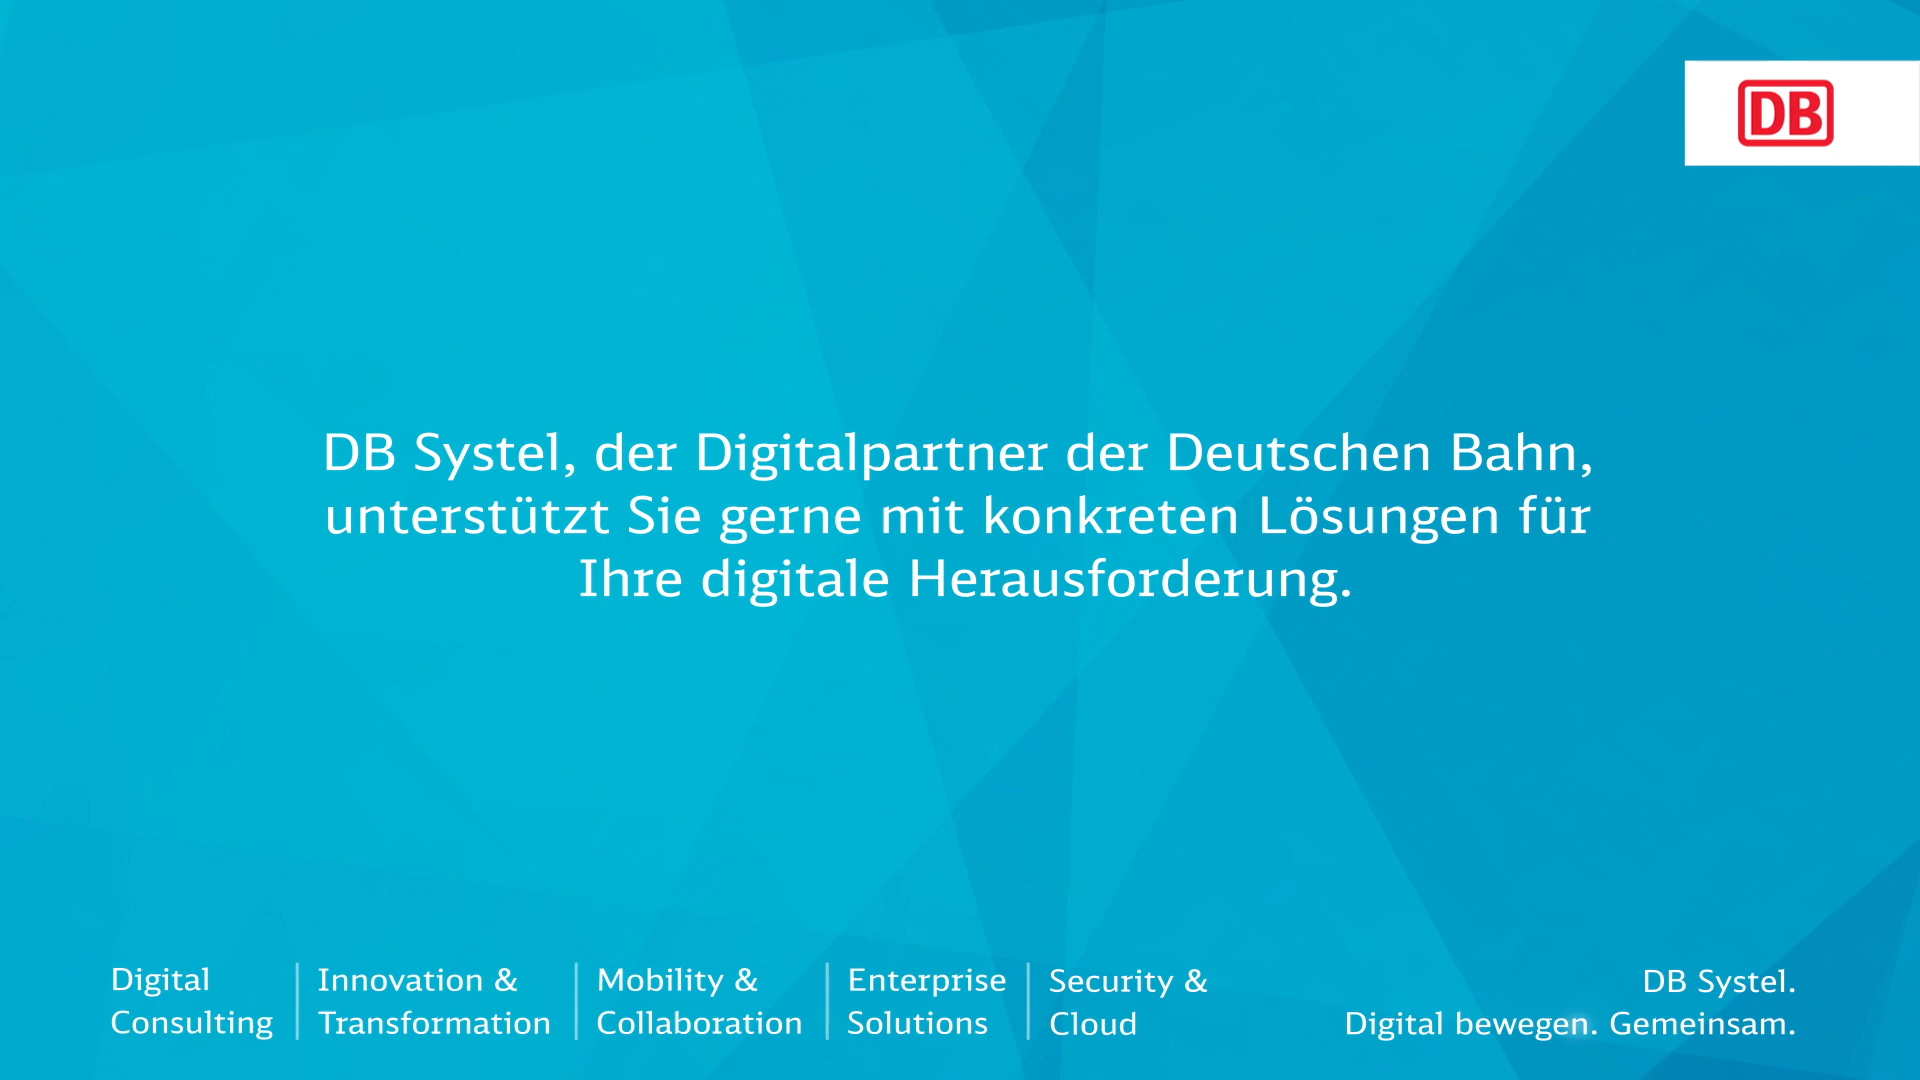 DB
DB Systel, der Digitalpartner der Deutschen Bahn,
unterstützt Sie gerne mit konkreten Lösungen für
Ihre digitale Herausforderung.
Digital
Consulting
Innovation &
Transformation
Mobility &
Collaboration
Enterprise
Solutions
Security &
Cloud
DB Systel.
Digital bewegen. Gemeinsam.